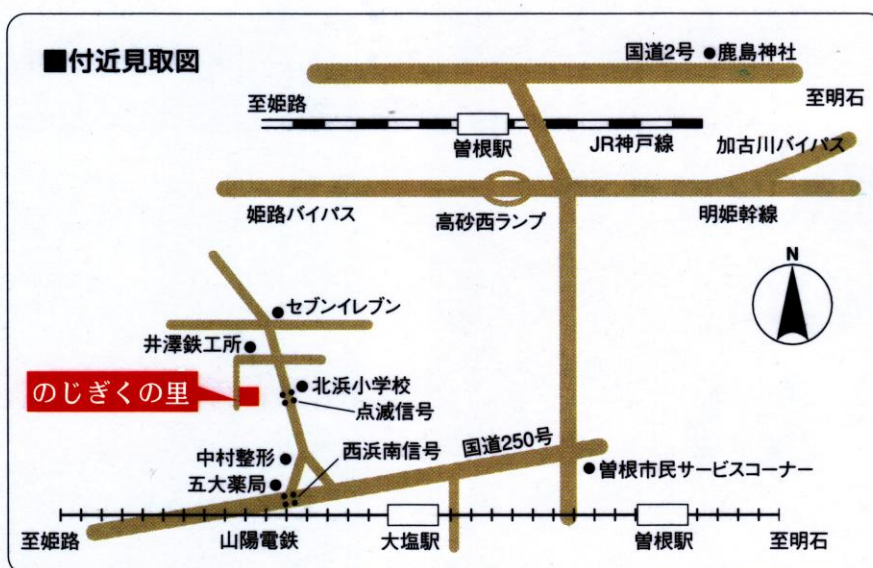 ■付近見取図
国道2号 ●鹿島神社
至姫路
至明石
曽根駅
JR神戸線
加古川バイパス
姫路バイパス
高砂西ランプ
明姫幹線
N
セブンイレブン
井澤鉄工所
のじぎくの里
北浜小学校
点滅信号
国道250号
西浜南信号
中村整形
五大薬局
曽根市民サービスコーナー
至姫路
山陽電鉄
大塩駅
曽根駅
至明石